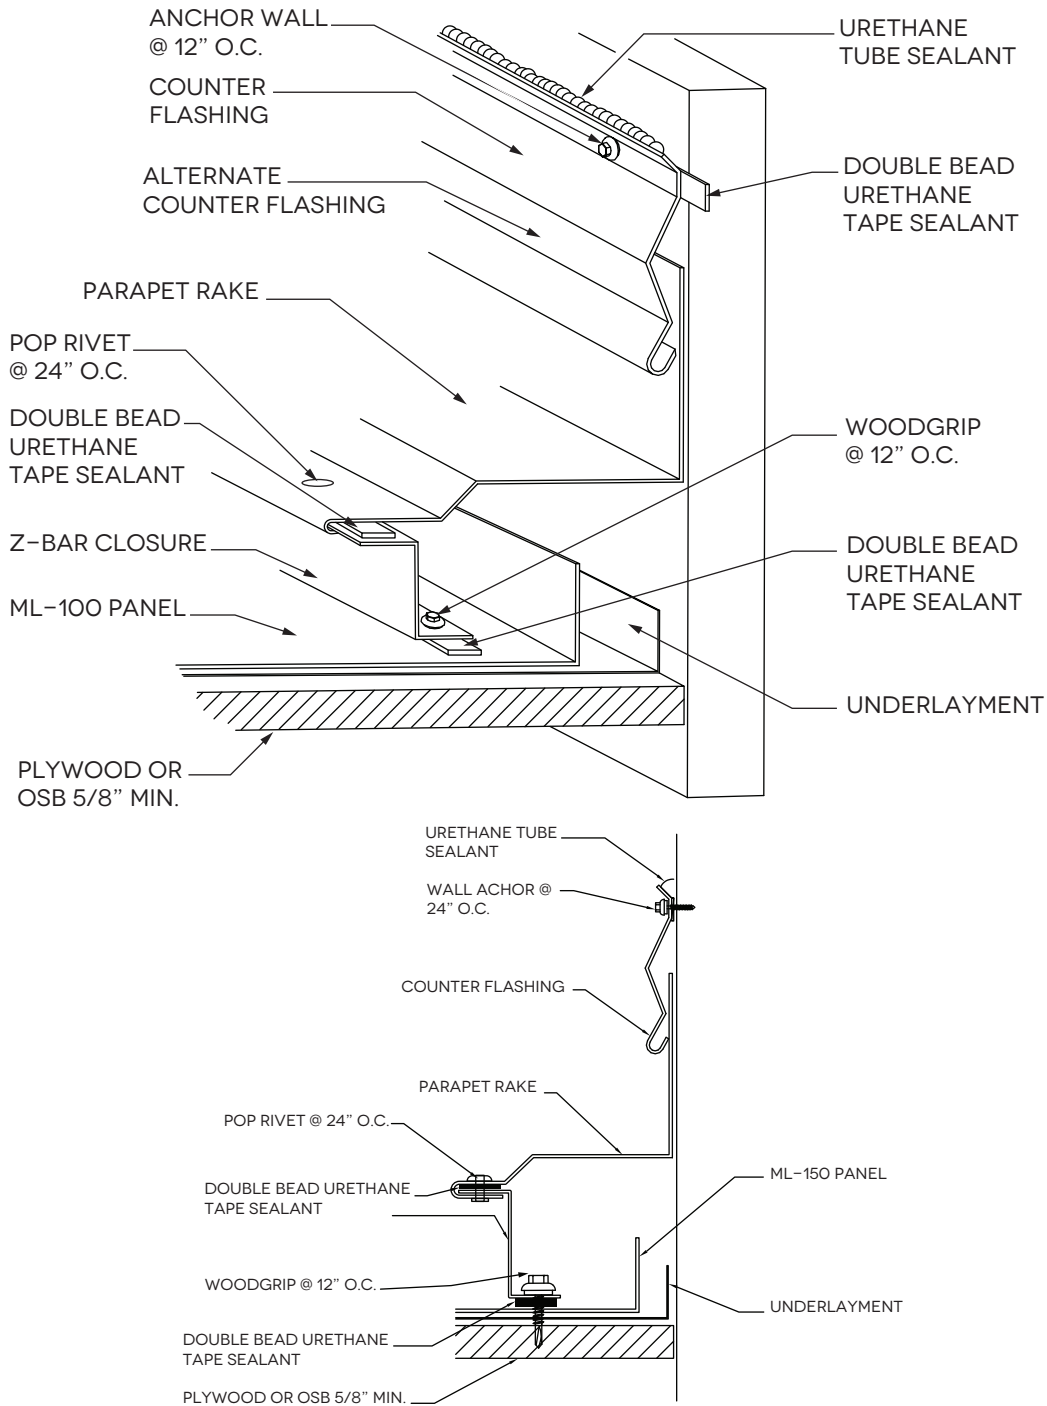 ANCHOR WALL
@ 12” O.C.
COUNTER
FLASHING
ALTERNATE
COUNTER FLASHING
PARAPET RAKE
POP RIVET
@ 24” O.C.
DOUBLE BEAD
URETHANE
TAPE SEALANT
Z-BAR CLOSURE
ML-100 PANEL
PLYWOOD OR
OSB 5/8” MIN.
URETHANE
TUBE SEALANT
DOUBLE BEAD
URETHANE
TAPE SEALANT
WOODGRIP
@ 12” O.C.
DOUBLE BEAD
URETHANE
TAPE SEALANT
UNDERLAYMENT
URETHANE TUBE
SEALANT
WALL ACHOR @
24” O.C.
COUNTER FLASHING
PARAPET RAKE
POP RIVET @ 24” O.C.
DOUBLE BEAD URETHANE
TAPE SEALANT
WOODGRIP @ 12” O.C.
DOUBLE BEAD URETHANE
TAPE SEALANT
PLYWOOD OR OSB 5/8” MIN.
ML-150 PANEL
UNDERLAYMENT